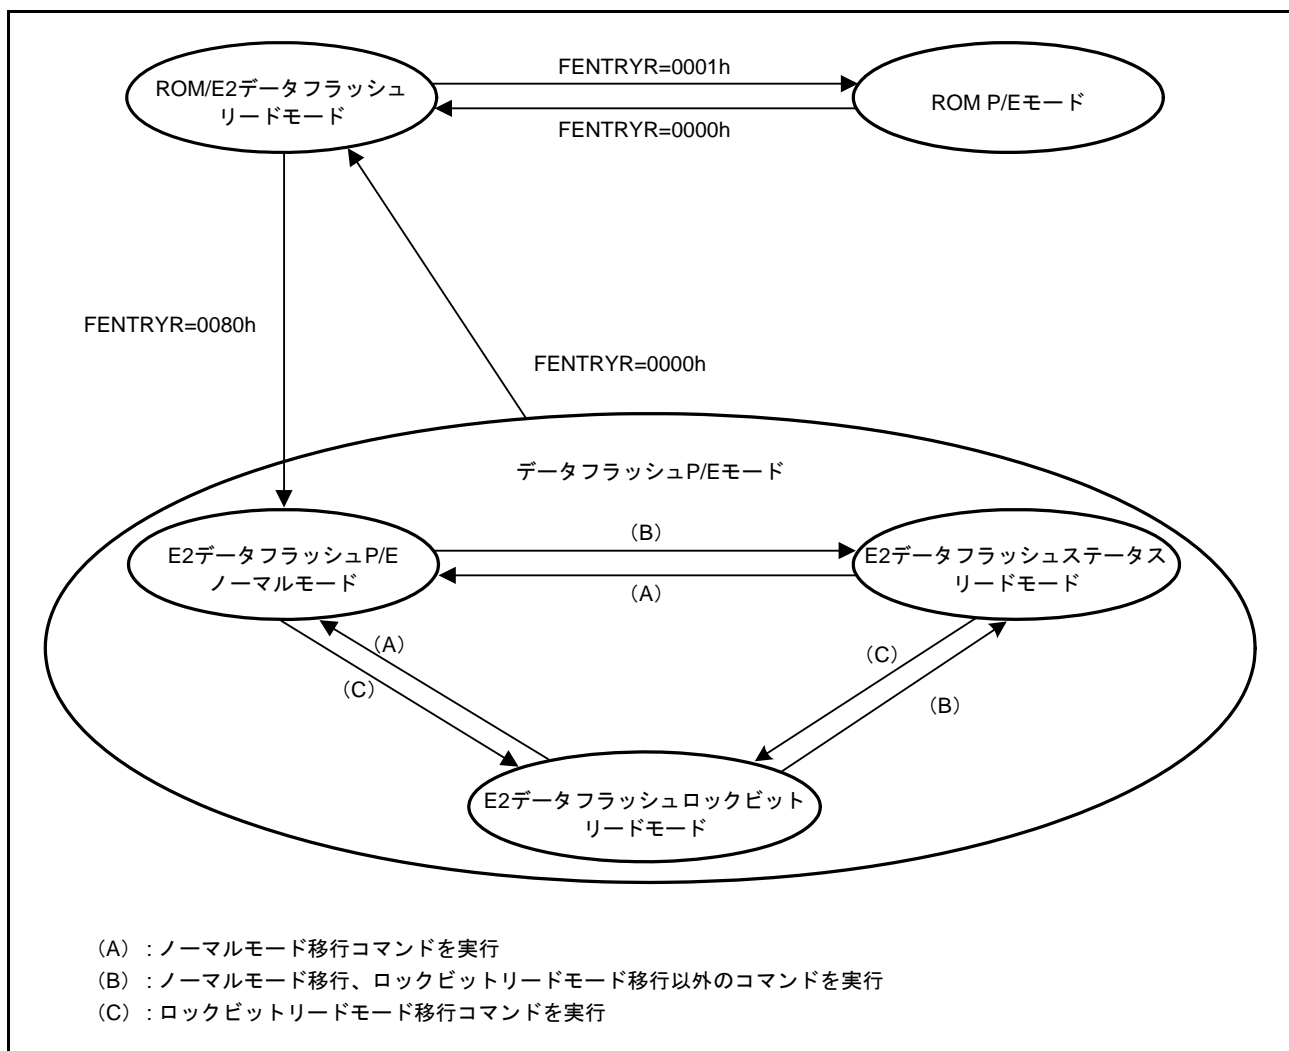 ROM/E2データフラッシュ
リードモード
FENTRYR=0001h
FENTRYR=0000h
ROM P/Eモード
FENTRYR=0080h
FENTRYR=0000h
データフラッシュP/Eモード
E2データフラッシュP/E
ノーマルモード
(B)
(A)
E2データフラッシュステータス
リードモード
(A)
(C)
(C)
(B)
E2データフラッシュロックビット
リードモード
(A) : ノーマルモード移行コマンドを実行
(B) : ノーマルモード移行、ロックビットリードモード移行以外のコマンドを実行
(C) : ロックビットリードモード移行コマンドを実行